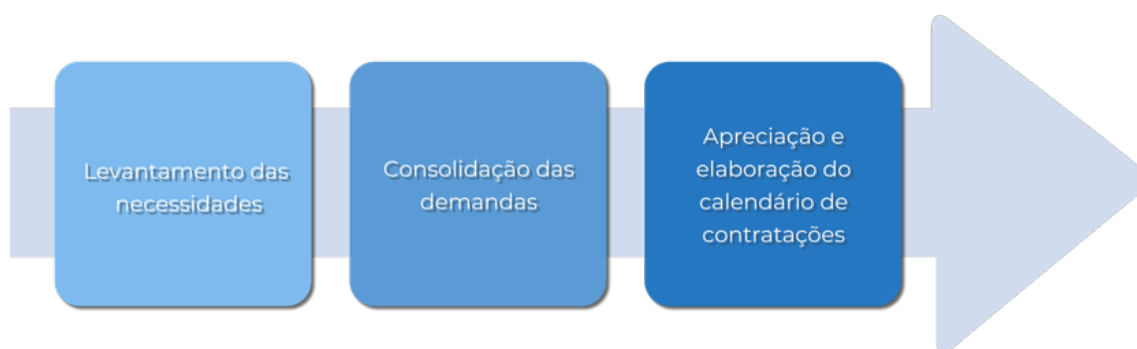 Levantamento das
necessidades
Consolidação das
demandas
Apreciação e
elaboração do
calendário de
contratações